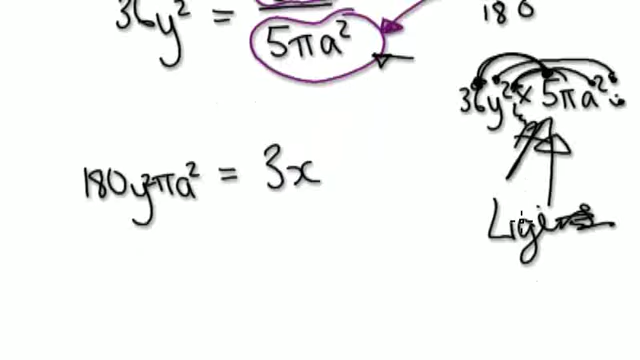 180
36y² =
5πa²
36y² × 5πa²
180y²πa² = 3x